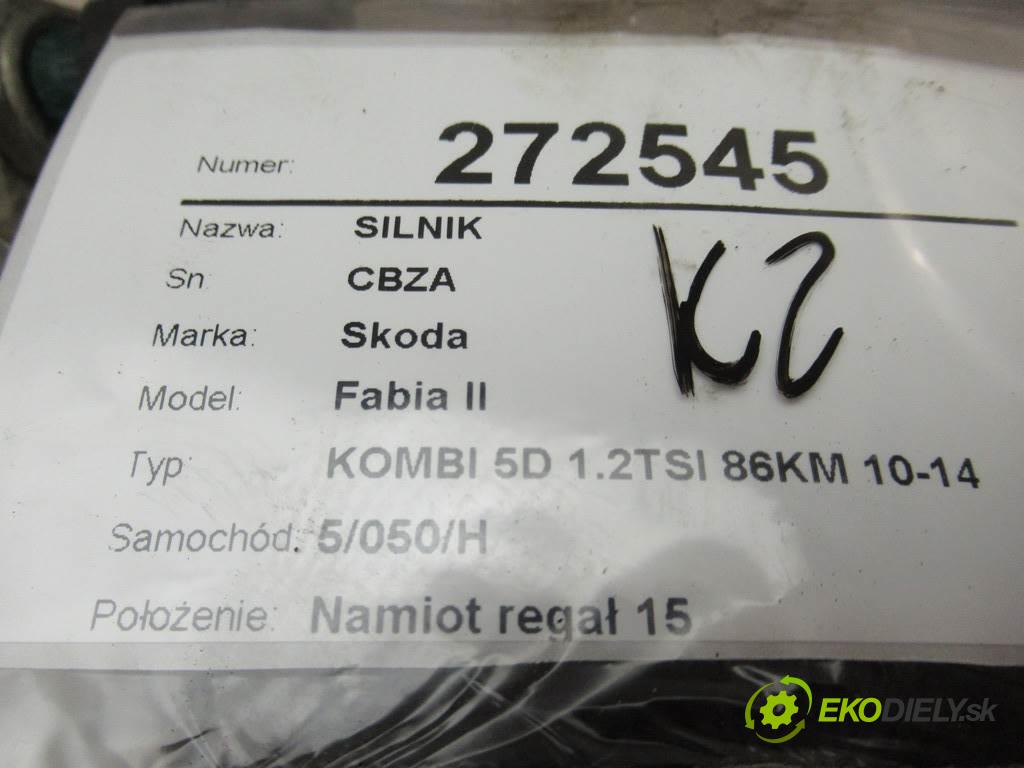 Numer: 272545
Nazwa: SILNIK
Sn: CBZA
Marka: Skoda
Model: Fabia II
Typ: KOMBI 5D 1.2TSI 86KM 10-14
Samochód: 5/050/H
Położenie: Namiot regał 15
K2
EKODIELY.sk